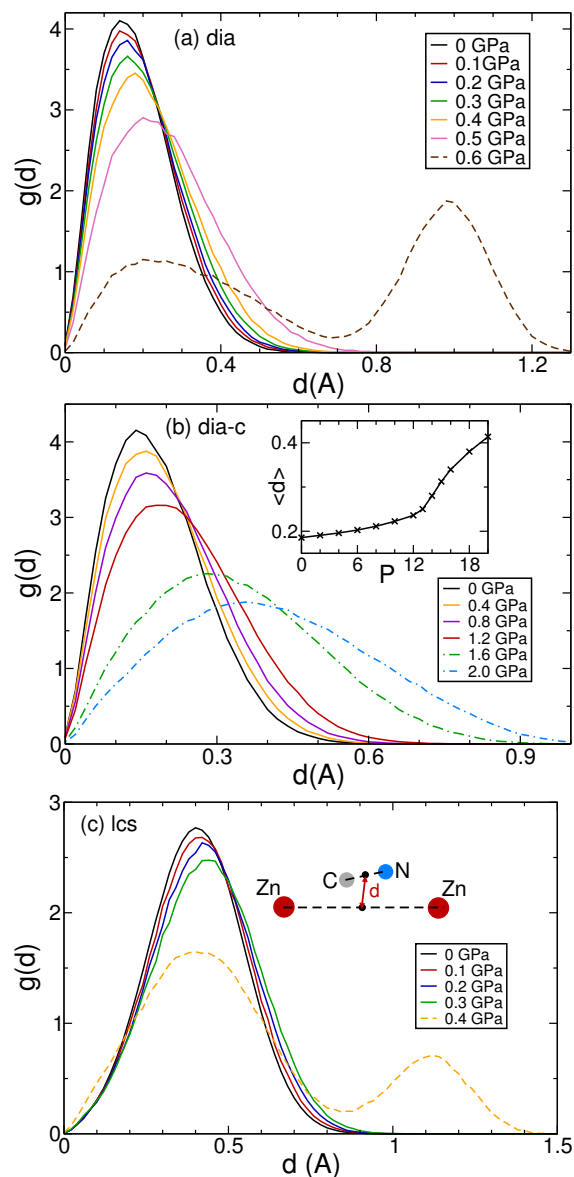 (a) dia
0 GPa
0.1GPa
0.2 GPa
0.3 GPa
0.4 GPa
0.5 GPa
0.6 GPa
4
3
2
1
0
g(d)
0 0.4 0.8 1.2
d(A)
(b) dia-c
0.4
0.2
<d>
0 6 12 18
P
0 GPa
0.4 GPa
0.8 GPa
1.2 GPa
1.6 GPa
2.0 GPa
4
3
2
1
0
g(d)
0 0.3 0.6 0.9
d(A)
(c) lcs
C N
Zn d Zn
0 GPa
0.1 GPa
0.2 GPa
0.3 GPa
0.4 GPa
3
2
1
0
g(d)
0 0.5 1 1.5
d (A)